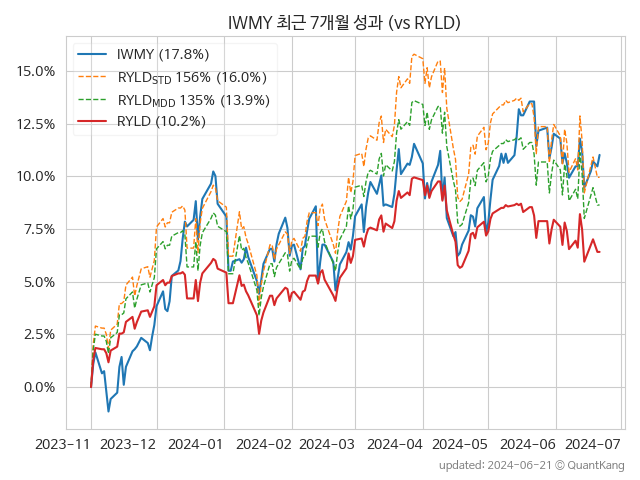 IWMY 최근 7개월 성과 (vs RYLD)
IWMY (17.8%)
RYLD_STD 156% (16.0%)
RYLD_MDD 135% (13.9%)
RYLD (10.2%)
15.0%
12.5%
10.0%
7.5%
5.0%
2.5%
0.0%
2023-11 2023-12 2024-01 2024-02 2024-03 2024-04 2024-05 2024-06 2024-07
updated: 2024-06-21 © QuantKang